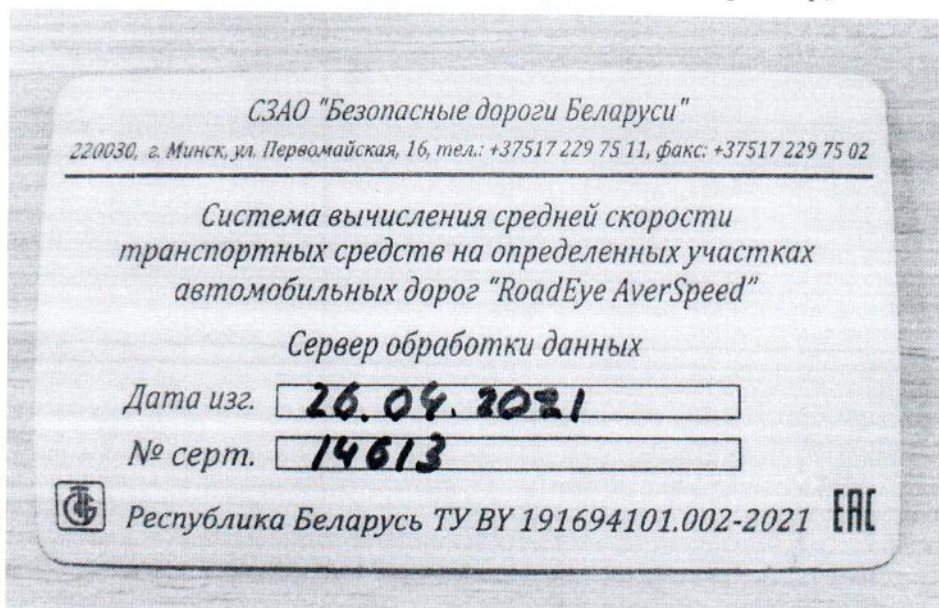 СЗАО "Безопасные дороги Беларуси"
220030, г. Минск, ул. Первомайская, 16, тел.: +37517 229 75 11, факс: +37517 229 75 02
Система вычисления средней скорости
транспортных средств на определенных участках
автомобильных дорог “RoadEye AverSpeed”
Сервер обработки данных
Дата изг. 26.04.2021
№ серт. 14613
Республика Беларусь ТУ BY 191694101.002-2021 EAC